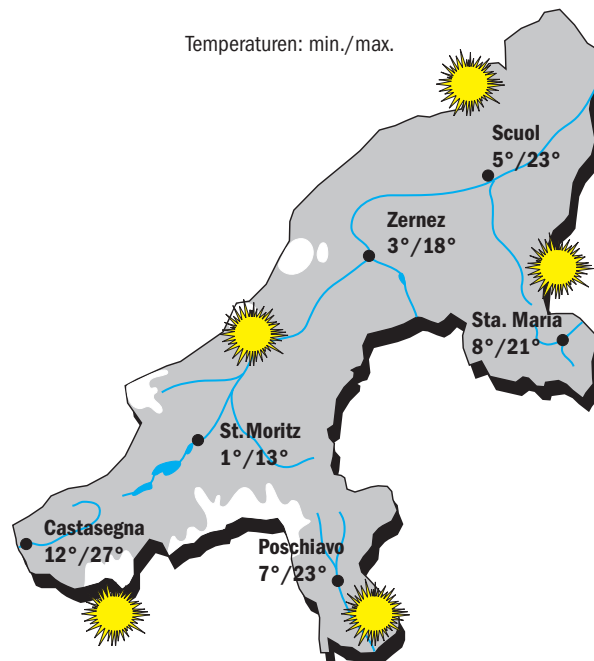 Temperaturen: min./max.
Scuol
5°/23°
Zernez
3°/18°
Sta. Maria
8°/21°
St. Moritz
1°/13°
Castasegna
12°/27°
Poschiavo
7°/23°